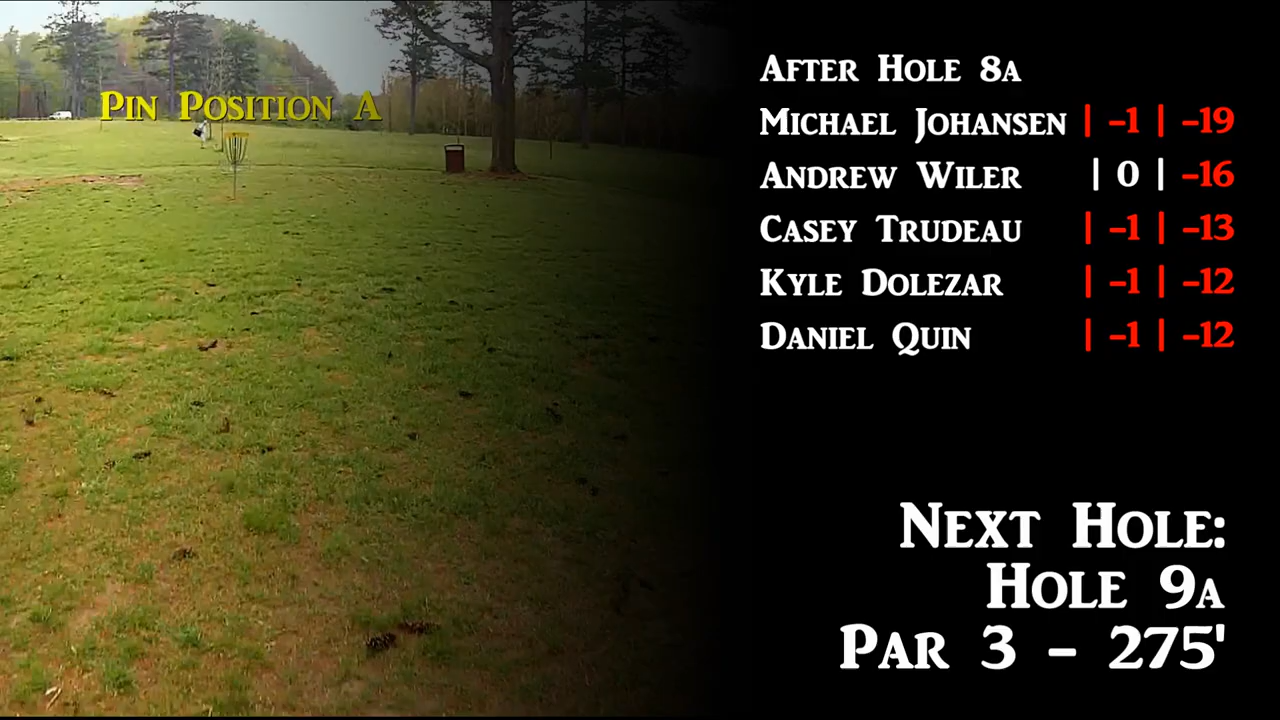 Pin Position A
After Hole 8A
Michael Johansen | -1 | -19
Andrew Wiler | 0 | -16
Casey Trudeau | -1 | -13
Kyle Dolezar | -1 | -12
Daniel Quin | -1 | -12
Next Hole:
Hole 9A
Par 3 - 275'